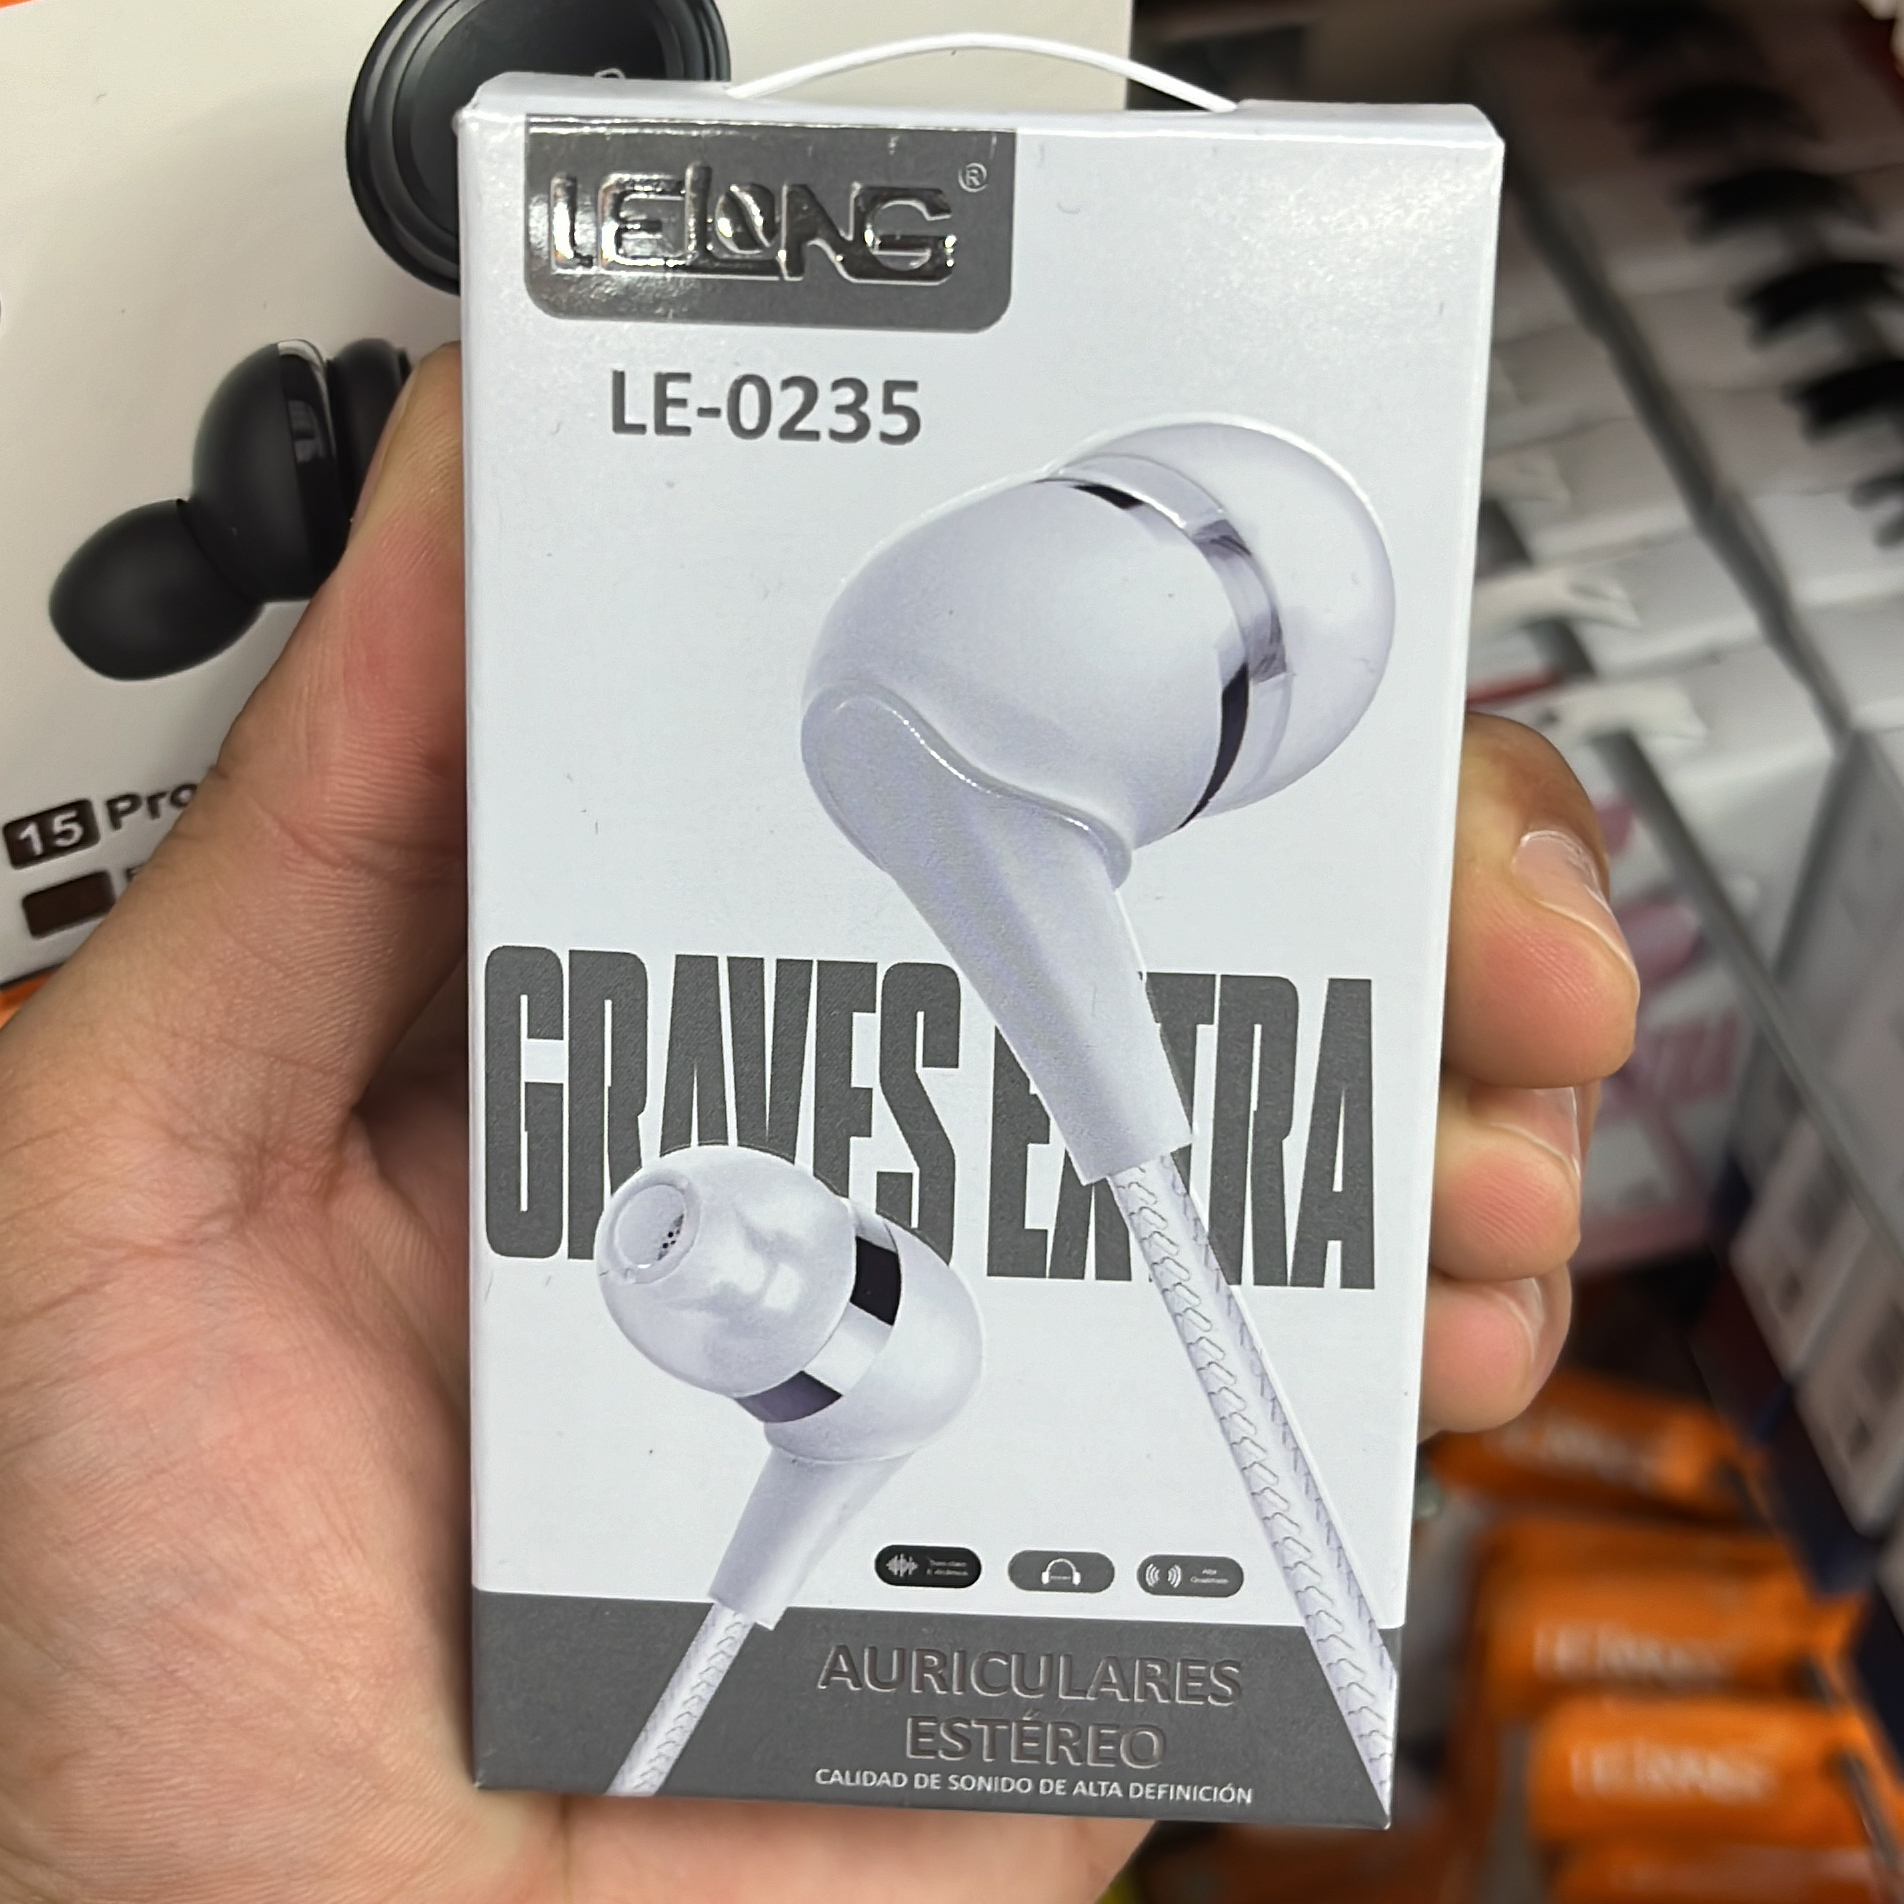 LELONG®
LE-0235
GRAVES EXTRA
AURICULARES
ESTÉREO
CALIDAD DE SONIDO DE ALTA DEFINICIÓN
15 Pro